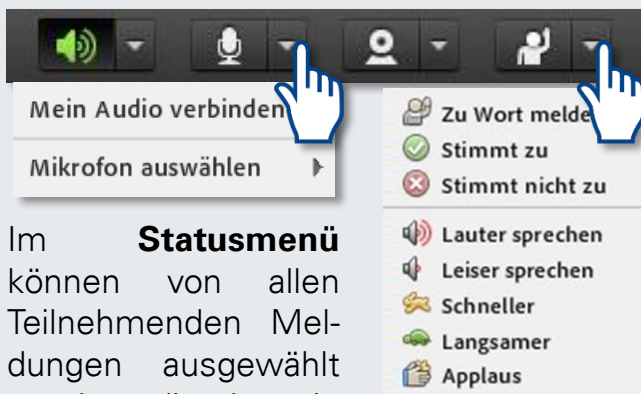 Mein Audio verbinden
Mikrofon auswählen
Im Statusmenü
können von allen
Teilnehmenden Mel-
dungen ausgewählt
Zu Wort melde
Stimmt zu
Stimmt nicht zu
Lauter sprechen
Leiser sprechen
Schneller
Langsamer
Applaus